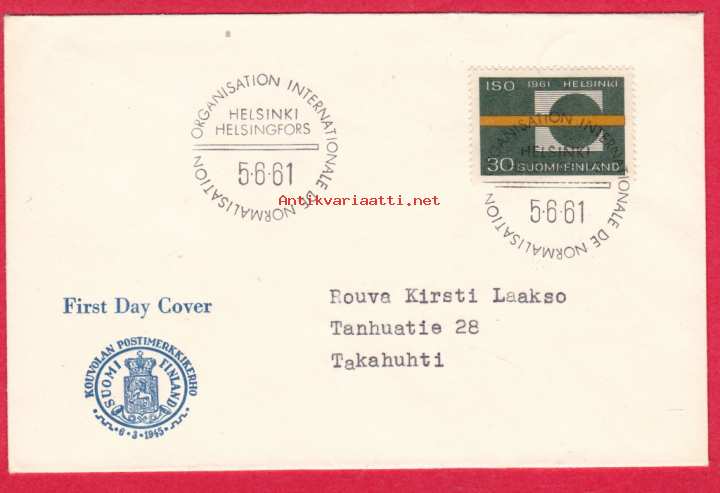 ORGANISATION INTERNATIONALE DE NORMALISATION
HELSINKI
HELSINGFORS
5·6·61
ISO 1961 HELSINKI
30 SUOMI-FINLAND
ORGANISATION INTERNATIONALE DE NORMALISATION
HELSINKI
5·6·61
Antikvariaatti.net
First Day Cover
KOUVOLAN POSTIMERKKIKERHO
SUOMI FINLAND
6·3·1945
Rouva Kirsti Laakso
Tanhuatie 28
Takahuhti